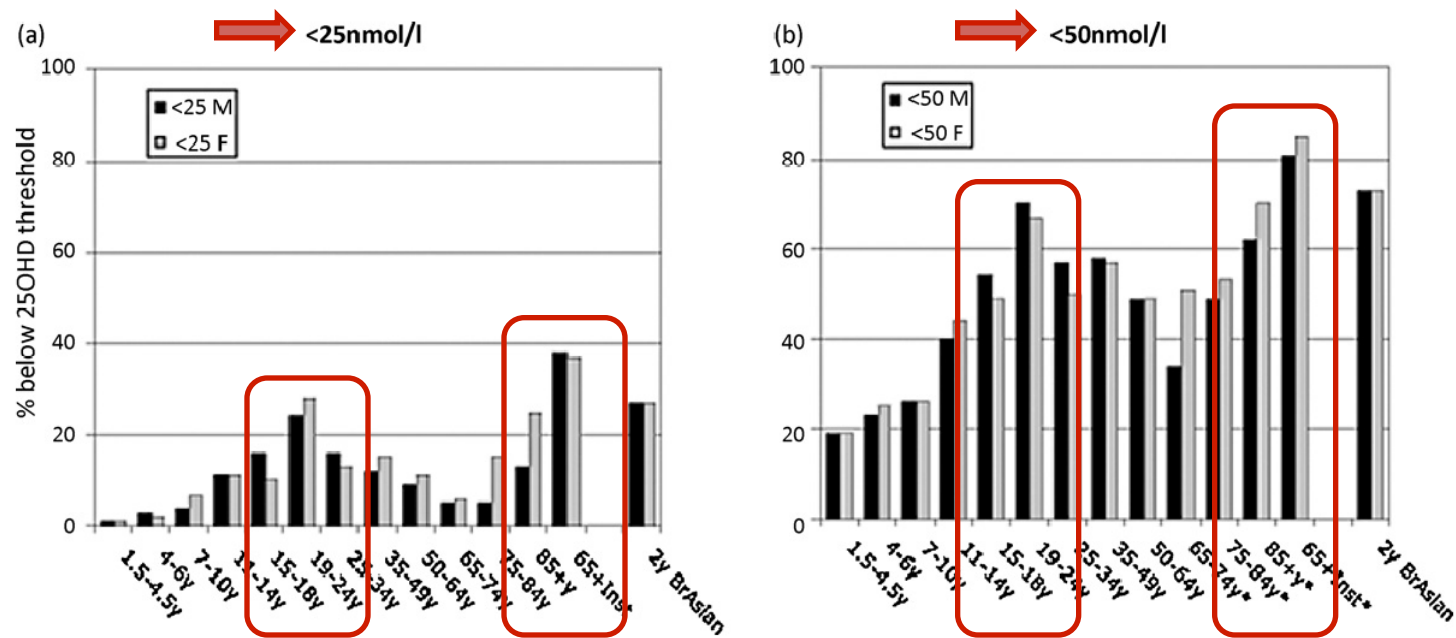 (a)
<25nmol/l
% below 25OHD threshold
100
80
60
40
20
0
<25 M
<25 F
1.5-4.5y
4-6y
7-10y
11-14y
15-18y
19-24y
25-34y
35-49y
50-64y
65-74y
75-84y
85+y
65+Inst
2y BrAsian
(b)
<50nmol/l
100
80
60
40
20
0
<50 M
<50 F
1.5-4.5y
4-6y
7-10y
11-14y
15-18y
19-24y
25-34y
35-49y
50-64y
65-74y*
75-84y*
85+y*
65+Inst*
2y BrAsian